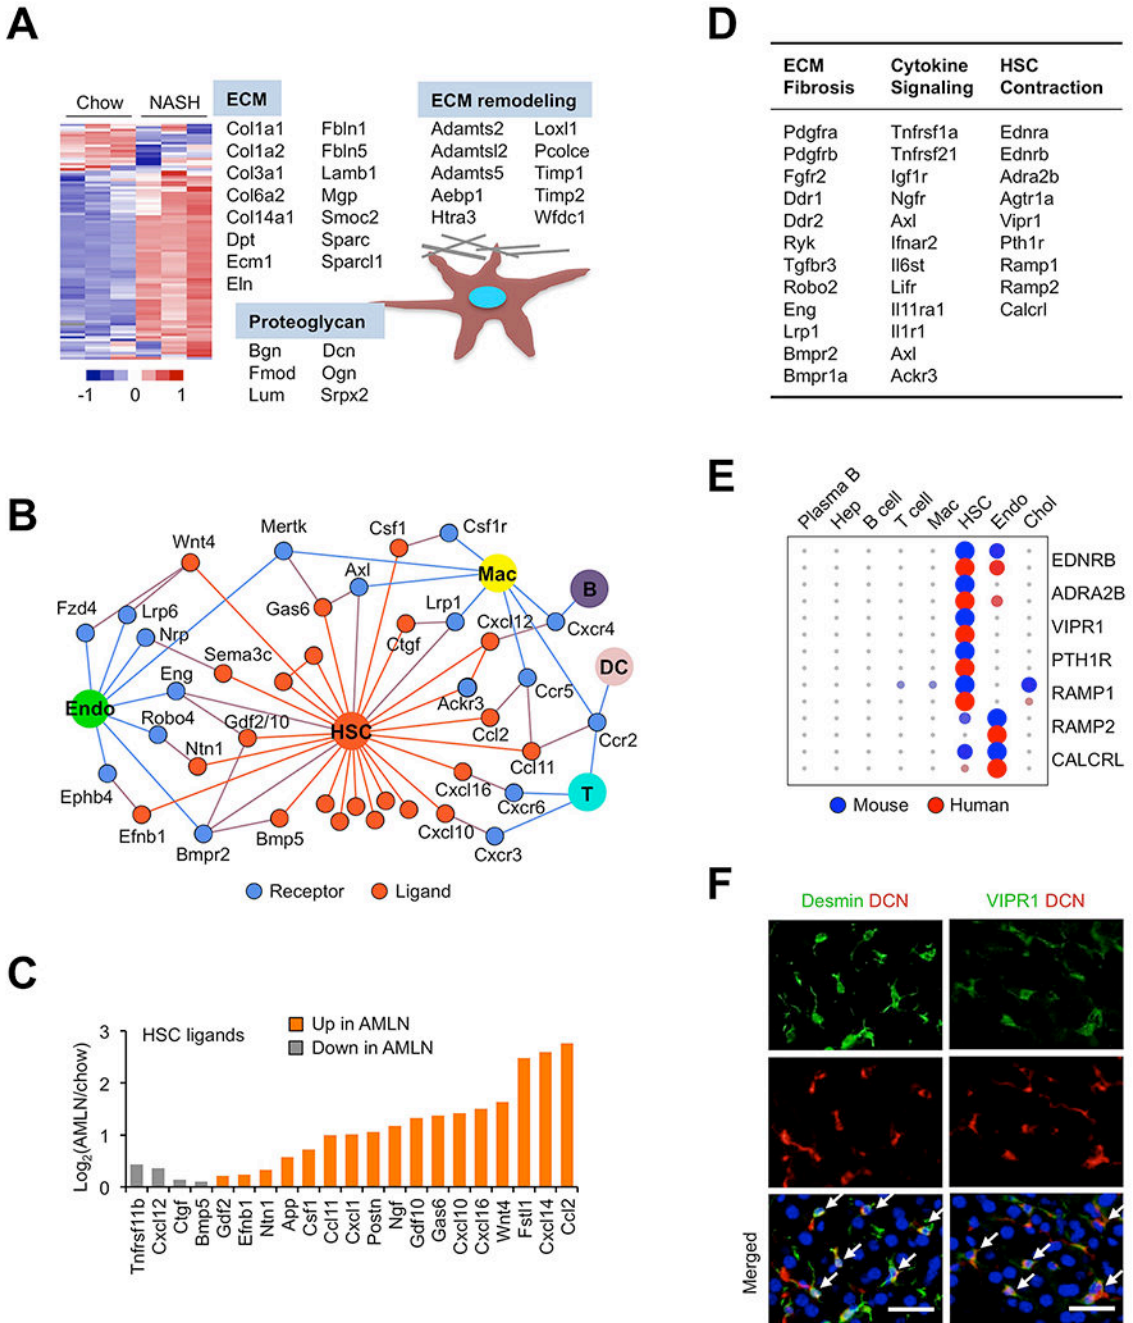 A
Chow NASH
-1 0 1
ECM
Col1a1 Fbln1
Col1a2 Fbln5
Col3a1 Lamb1
Col6a2 Mgp
Col14a1 Smoc2
Dpt Sparc
Ecm1 Sparcl1
Eln
ECM remodeling
Adamts2 Loxl1
Adamtsl2 Pcolce
Adamts5 Timp1
Aebp1 Timp2
Htra3 Wfdc1
Proteoglycan
Bgn Dcn
Fmod Ogn
Lum Srpx2
B
Mertk
Csf1
Csf1r
Wnt4
Axl
Mac
B
Fzd4
Lrp6
Gas6
Lrp1
Cxcl12
Nrp
Ctgf
Cxcr4
Sema3c
DC
Eng
Ccr5
Endo
Ackr3
Robo4
Gdf2/10
HSC
Ccl2
Ccr2
Ntn1
Ccl11
Ephb4
Cxcl16
T
Cxcr6
Efnb1
Bmp5
Cxcl10
Bmpr2
Cxcr3
Receptor Ligand
C
HSC ligands
Up in AMLN
Down in AMLN
Log2(AMLN/chow)
3
2
1
0
Tnfrsf11b
Cxcl12
Ctgf
Bmp5
Gdf2
Efnb1
Ntn1
App
Csf1
Ccl11
Cxcl1
Postn
Ngf
Gdf10
Gas6
Cxcl10
Cxcl16
Wnt4
Fstl1
Cxcl14
Ccl2
D
ECM Cytokine HSC
Fibrosis Signaling Contraction
Pdgfra Tnfrsf1a Ednra
Pdgfrb Tnfrsf21 Ednrb
Fgfr2 Igf1r Adra2b
Ddr1 Ngfr Agtr1a
Ddr2 Axl Vipr1
Ryk Ifnar2 Pth1r
Tgfbr3 Il6st Ramp1
Robo2 Lifr Ramp2
Eng Il11ra1 Calcrl
Lrp1 Il1r1
Bmpr2 Axl
Bmpr1a Ackr3
E
Plasma B
Hep
B cell
T cell
Mac
HSC
Endo
Chol
EDNRB
ADRA2B
VIPR1
PTH1R
RAMP1
RAMP2
CALCRL
Mouse Human
F
Desmin DCN VIPR1 DCN
Merged